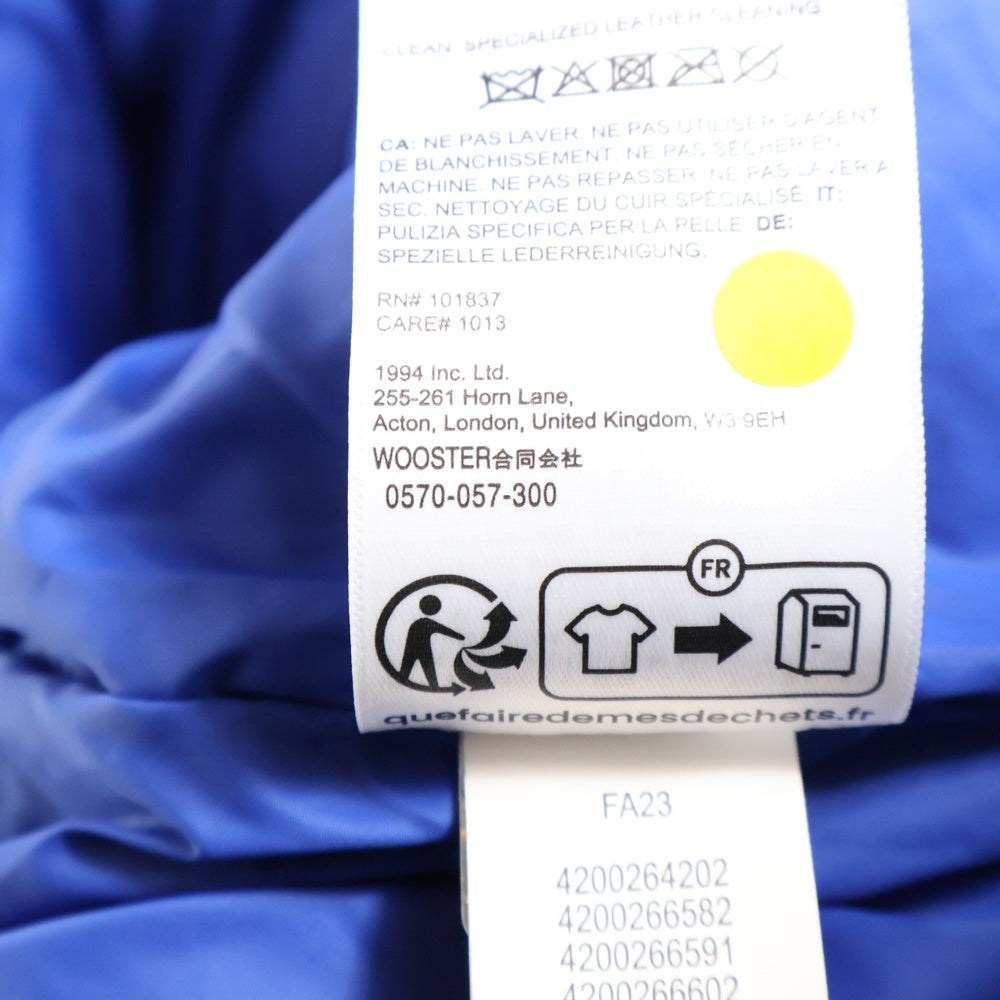 CLEAN. SPECIALIZED LEATHER CLEANING
CA: NE PAS LAVER. NE PAS UTILISER D'AGENT
DE BLANCHISSEMENT. NE PAS SÉCHER EN
MACHINE. NE PAS REPASSER. NE PAS LAVER A
SEC. NETTOYAGE DU CUIR SPÉCIALISÉ. IT:
PULIZIA SPECIFICA PER LA PELLE. DE:
SPEZIELLE LEDERREINIGUNG.
RN# 101837
CARE# 1013
1994 Inc. Ltd.
255-261 Horn Lane,
Acton, London, United Kingdom, W3 9EH
WOOSTER合同会社
0570-057-300
FR
quefairedemesdechets.fr
FA23
4200264202
4200266582
4200266591
4200266602